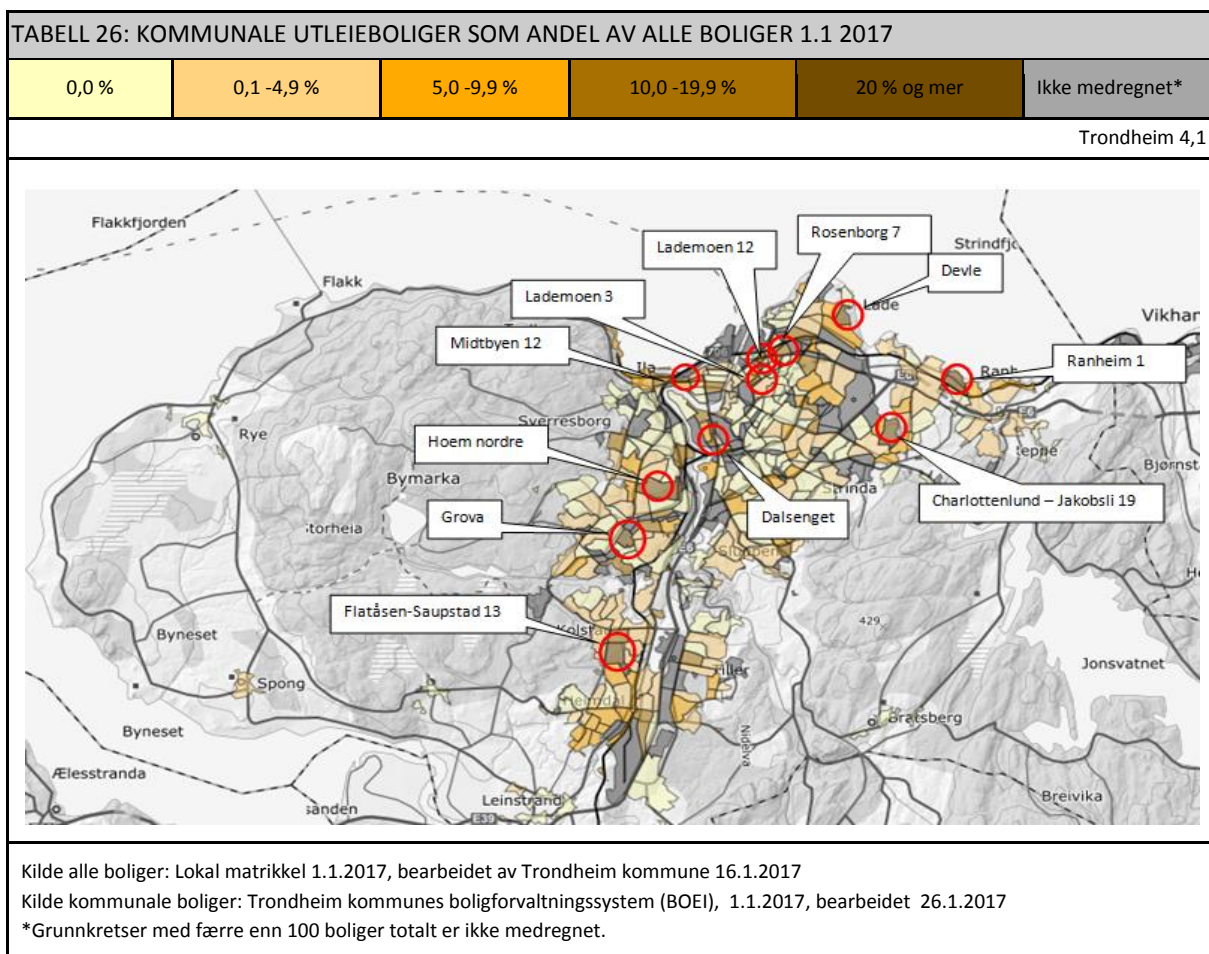 TABELL 26: KOMMUNALE UTLEIEBOLIGER SOM ANDEL AV ALLE BOLIGER 1.1 2017
0,0 %
0,1 -4,9 %
5,0 -9,9 %
10,0 -19,9 %
20 % og mer
Ikke medregnet*
Trondheim 4,1
Flakkfjorden
Flakk
Lademoen 12
Rosenborg 7
Strindfjo
Devle
Lademoen 3
Lade
Vikhan
Midtbyen 12
Ila
Ranh
Ranheim 1
Rye
Sverresborg
Hoem nordre
Bymarka
Strinda
Bjørnst
Charlottenlund – Jakobsli 19
Grova
Dalsenget
Storheia
Flatåsen-Saupstad 13
Kolstad
429
Byneset
Tiller
Jonsvatnet
Spong
Heimdal
Bratsberg
Byneset
Nidelva
Ælesstranda
Leinstrand
Breivika
E39
Kilde alle boliger: Lokal matrikkel 1.1.2017, bearbeidet av Trondheim kommune 16.1.2017
Kilde kommunale boliger: Trondheim kommunes boligforvaltningssystem (BOEI), 1.1.2017, bearbeidet 26.1.2017
*Grunnkretser med færre enn 100 boliger totalt er ikke medregnet.